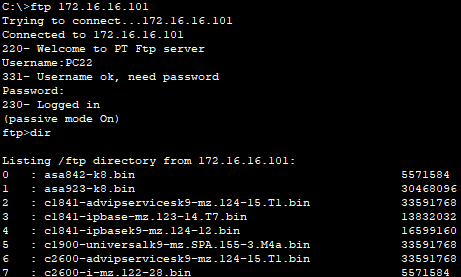 C:\>ftp 172.16.16.101
Trying to connect...172.16.16.101
Connected to 172.16.16.101
220- Welcome to PT Ftp server
Username:PC22
331- Username ok, need password
Password:
230- Logged in
(passive mode On)
ftp>dir
Listing /ftp directory from 172.16.16.101:
0 : asa842-k8.bin 5571584
1 : asa923-k8.bin 30468096
2 : c1841-advipservicesk9-mz.124-15.T1.bin 33591768
3 : c1841-ipbase-mz.123-14.T7.bin 13832032
4 : c1841-ipbasek9-mz.124-12.bin 16599160
5 : c1900-universalk9-mz.SPA.155-3.M4a.bin 33591768
6 : c2600-advipservicesk9-mz.124-15.T1.bin 33591768
7 : c2600-i-mz.122-28.bin 5571584